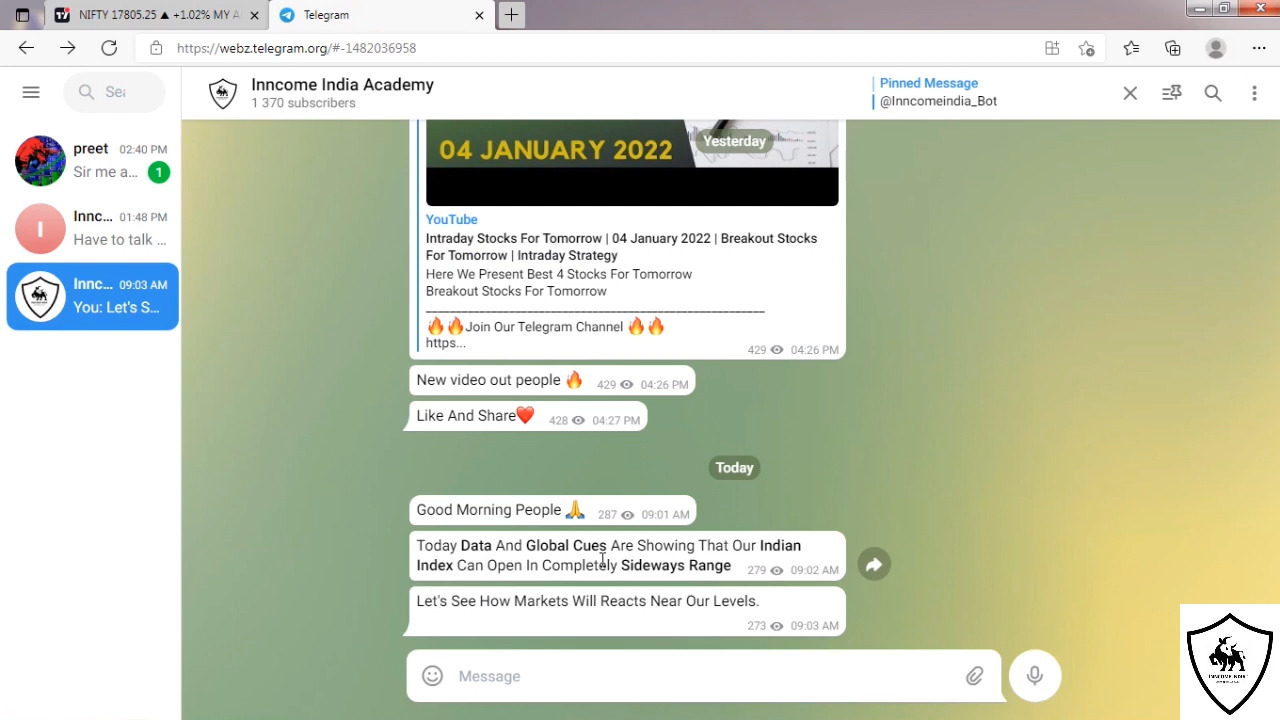 NIFTY 17805.25 ▲ +1.02% MY A
Telegram
https://webz.telegram.org/#-1482036958
Sea
Inncome India Academy
1 370 subscribers
Pinned Message
@Inncomeindia_Bot
preet 02:40 PM
Sir me a... 1
I
Innc... 01:48 PM
Have to talk ...
Innc... 09:03 AM
You: Let's S...
Yesterday
04 JANUARY 2022
YouTube
Intraday Stocks For Tomorrow | 04 January 2022 | Breakout Stocks
For Tomorrow | Intraday Strategy
Here We Present Best 4 Stocks For Tomorrow
Breakout Stocks For Tomorrow
🔥🔥Join Our Telegram Channel 🔥🔥
https...
429 04:26 PM
New video out people 🔥 429 04:26 PM
Like And Share❤️ 428 04:27 PM
Today
Good Morning People 🙏 287 09:01 AM
Today Data And Global Cues Are Showing That Our Indian
Index Can Open In Completely Sideways Range 279 09:02 AM
Let's See How Markets Will Reacts Near Our Levels.
273 09:03 AM
Message
INNCOME INDIA